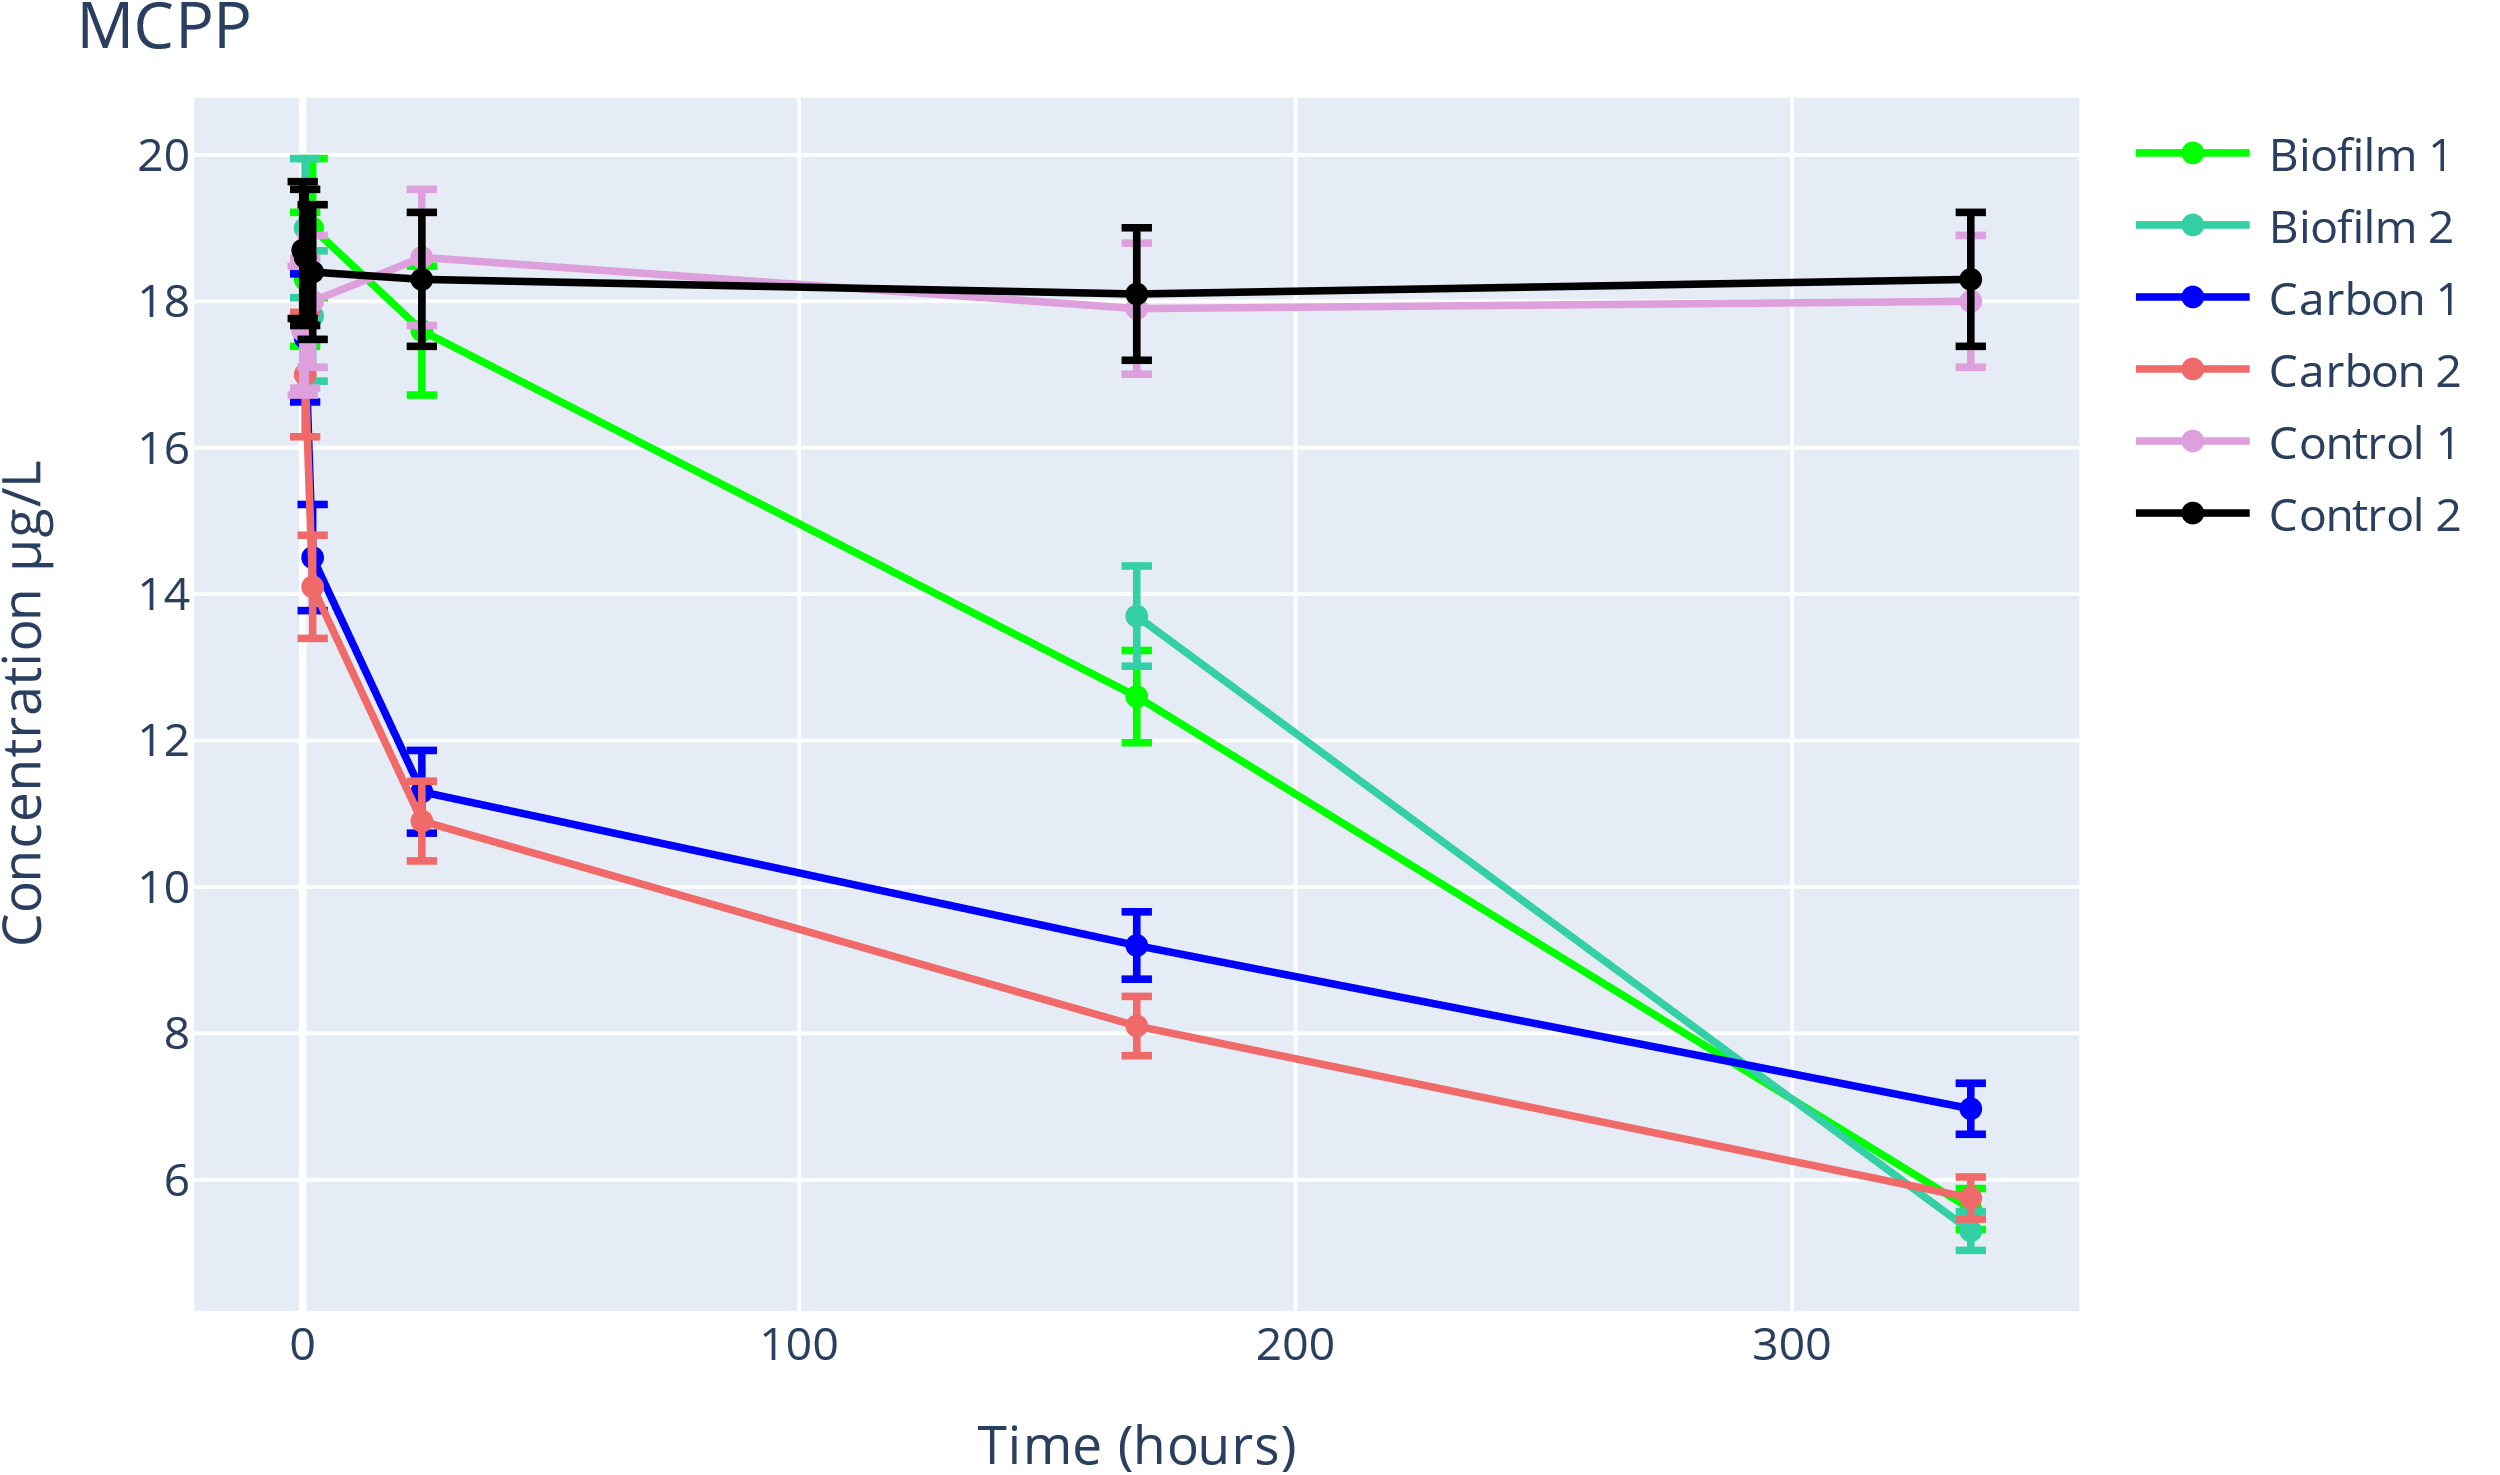 MCPP
Concentration µg/L
20
18
16
14
12
10
8
6
0 100 200 300
Time (hours)
Biofilm 1
Biofilm 2
Carbon 1
Carbon 2
Control 1
Control 2